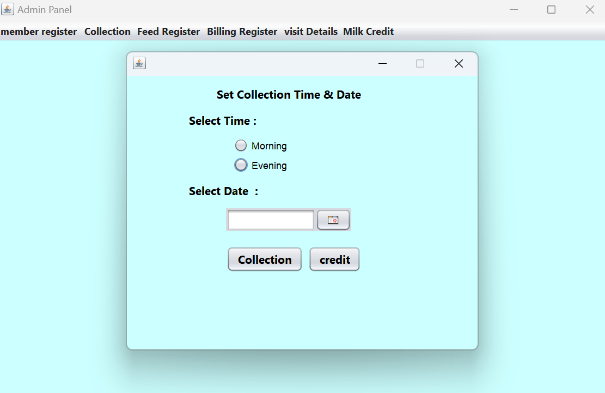 Admin Panel
member register Collection Feed Register Billing Register visit Details Milk Credit
Set Collection Time & Date
Select Time :
Morning
Evening
Select Date :
Collection credit